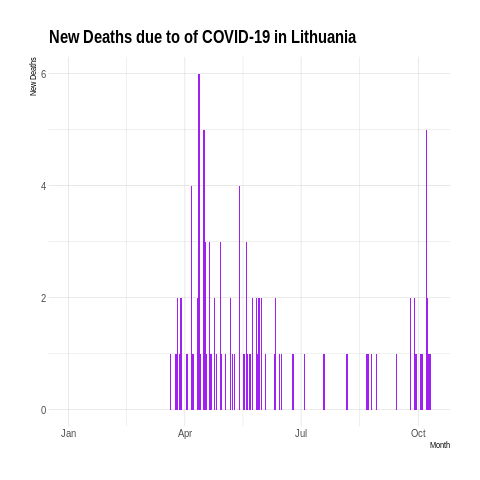 New Deaths due to of COVID-19 in Lithuania
New Deaths
6
4
2
0
Jan Apr Jul Oct
Month